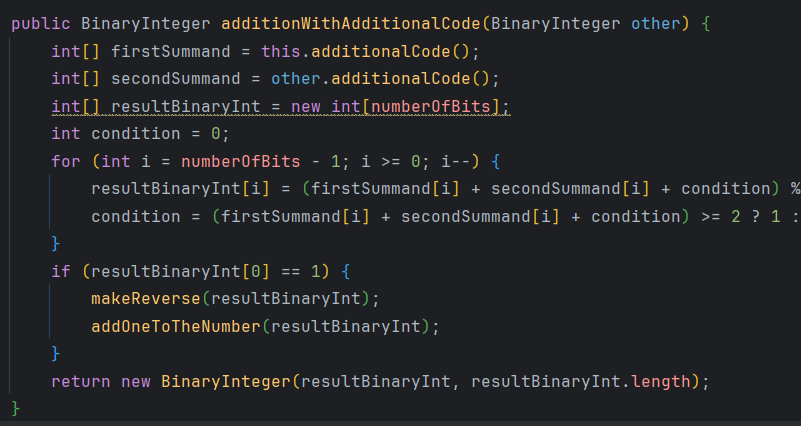 public BinaryInteger additionWithAdditionalCode(BinaryInteger other) {
    int[] firstSummand = this.additionalCode();
    int[] secondSummand = other.additionalCode();
    int[] resultBinaryInt = new int[numberOfBits];
    int condition = 0;
    for (int i = numberOfBits - 1; i >= 0; i--) {
        resultBinaryInt[i] = (firstSummand[i] + secondSummand[i] + condition) %
        condition = (firstSummand[i] + secondSummand[i] + condition) >= 2 ? 1 :
    }
    if (resultBinaryInt[0] == 1) {
        makeReverse(resultBinaryInt);
        addOneToTheNumber(resultBinaryInt);
    }
    return new BinaryInteger(resultBinaryInt, resultBinaryInt.length);
}